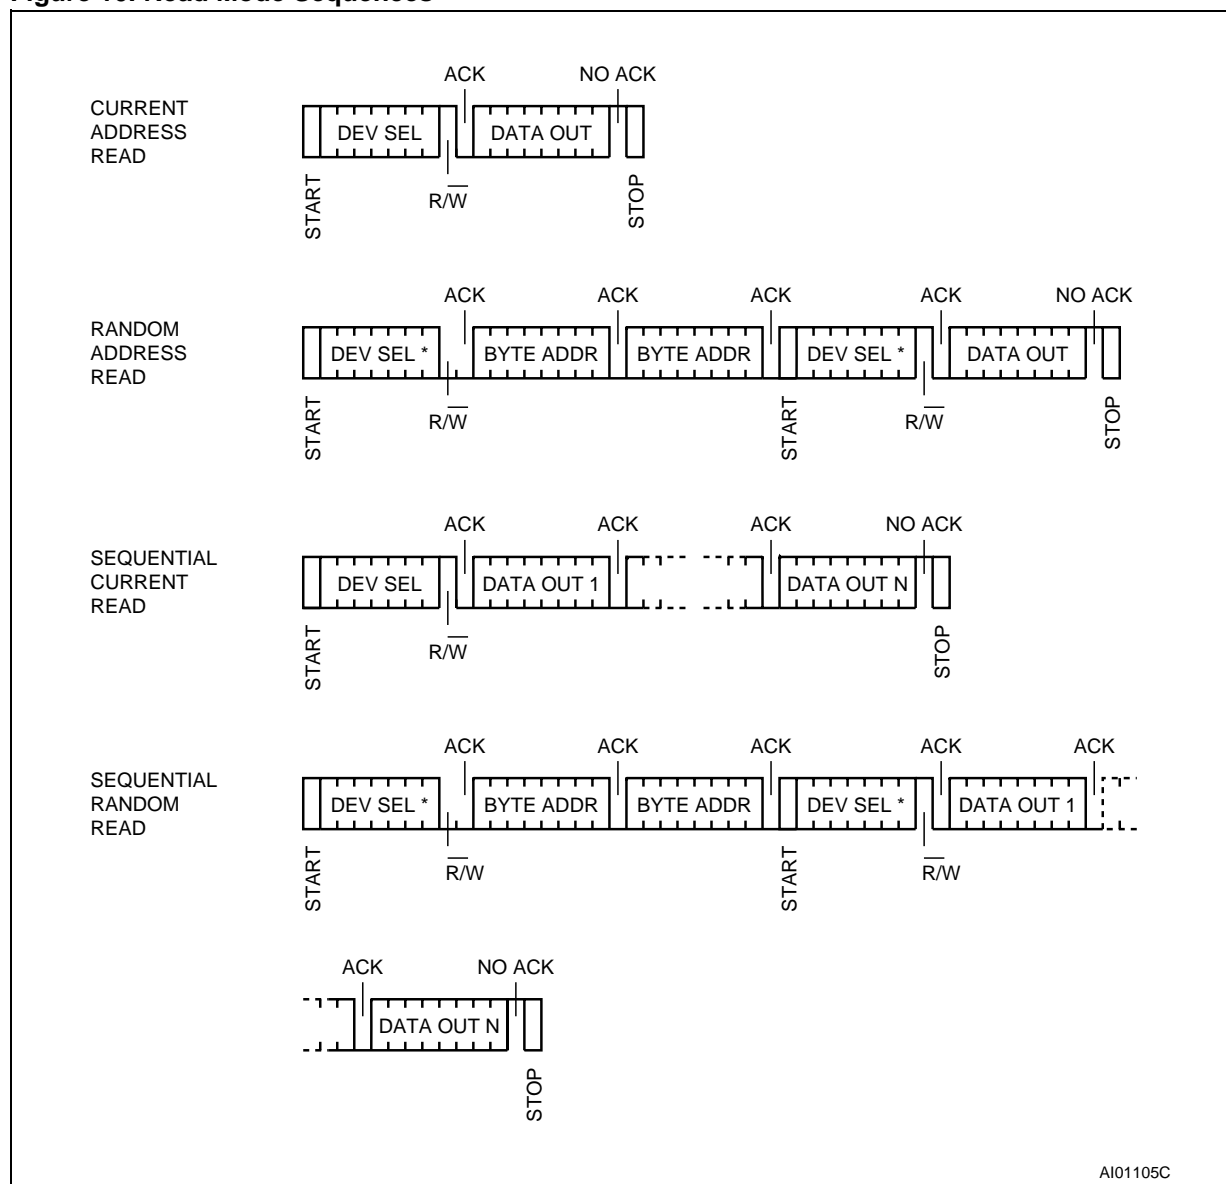 Figure 10. Read Mode Sequences
ACK NO ACK
CURRENT
ADDRESS
READ
DEV SEL DATA OUT
START R/W̅ STOP
ACK ACK ACK ACK NO ACK
RANDOM
ADDRESS
READ
DEV SEL * BYTE ADDR BYTE ADDR DEV SEL * DATA OUT
START R/W̅ START R/W̅ STOP
ACK ACK ACK NO ACK
SEQUENTIAL
CURRENT
READ
DEV SEL DATA OUT 1 DATA OUT N
START R/W̅ STOP
ACK ACK ACK ACK ACK
SEQUENTIAL
RANDOM
READ
DEV SEL * BYTE ADDR BYTE ADDR DEV SEL * DATA OUT 1
START R̅/W START R̅/W
ACK NO ACK
DATA OUT N
STOP
AI01105C